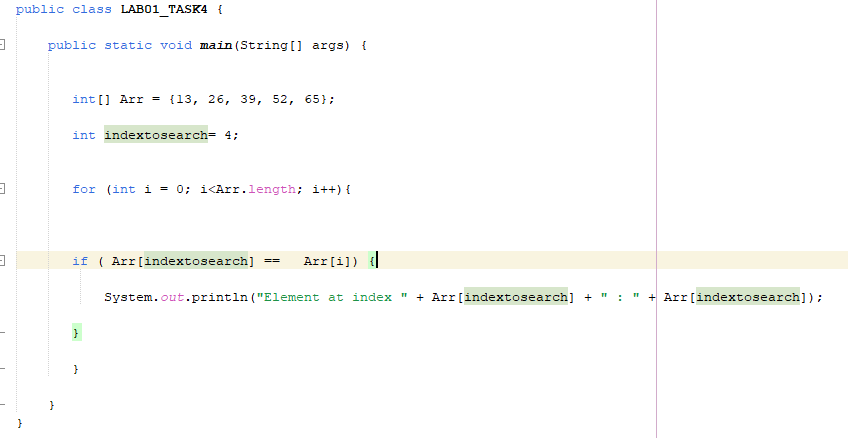 public class LAB01_TASK4 {
public static void main(String[] args) {
int[] Arr = {13, 26, 39, 52, 65};
int indextosearch= 4;
for (int i = 0; i<Arr.length; i++){
if ( Arr[indextosearch] ==   Arr[i]) {
System.out.println("Element at index " + Arr[indextosearch] + " : " + Arr[indextosearch]);
}
}
}
}